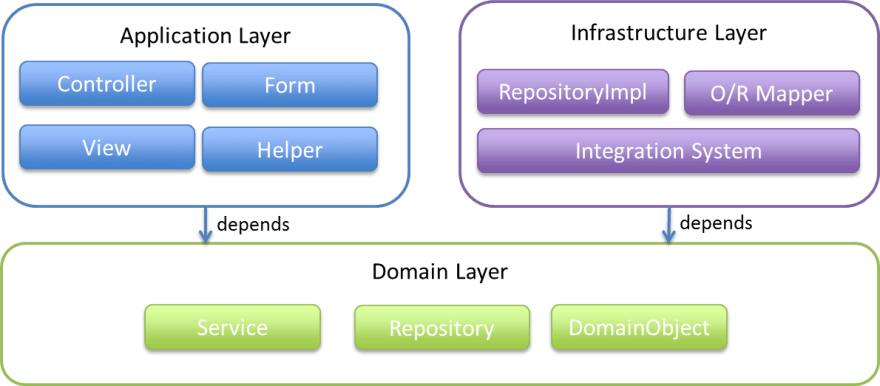 Application Layer
Controller
Form
View
Helper
Infrastructure Layer
RepositoryImpl
O/R Mapper
Integration System
depends
depends
Domain Layer
Service
Repository
DomainObject